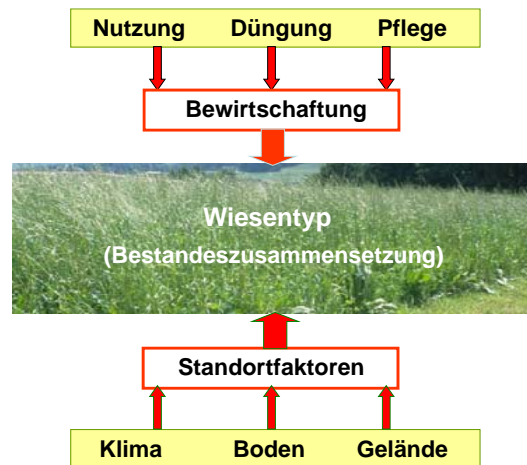 Nutzung Düngung Pflege
Bewirtschaftung
Wiesentyp
(Bestandeszusammensetzung)
Standortfaktoren
Klima Boden Gelände